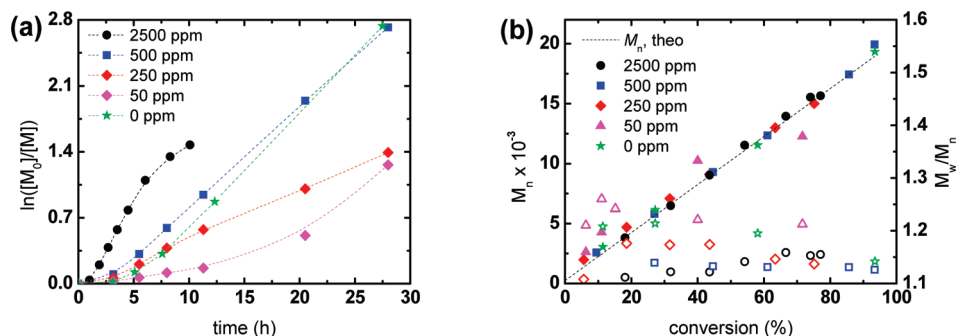 (a)
2500 ppm
500 ppm
250 ppm
50 ppm
0 ppm
2.8
2.1
1.4
0.7
0.0
ln([M₀]/[M])
0 5 10 15 20 25 30
time (h)
(b)
Mn, theo
2500 ppm
500 ppm
250 ppm
50 ppm
0 ppm
20
15
10
5
0
Mn x 10⁻³
1.6
1.5
1.4
1.3
1.2
1.1
Mw/Mn
0 20 40 60 80 100
conversion (%)